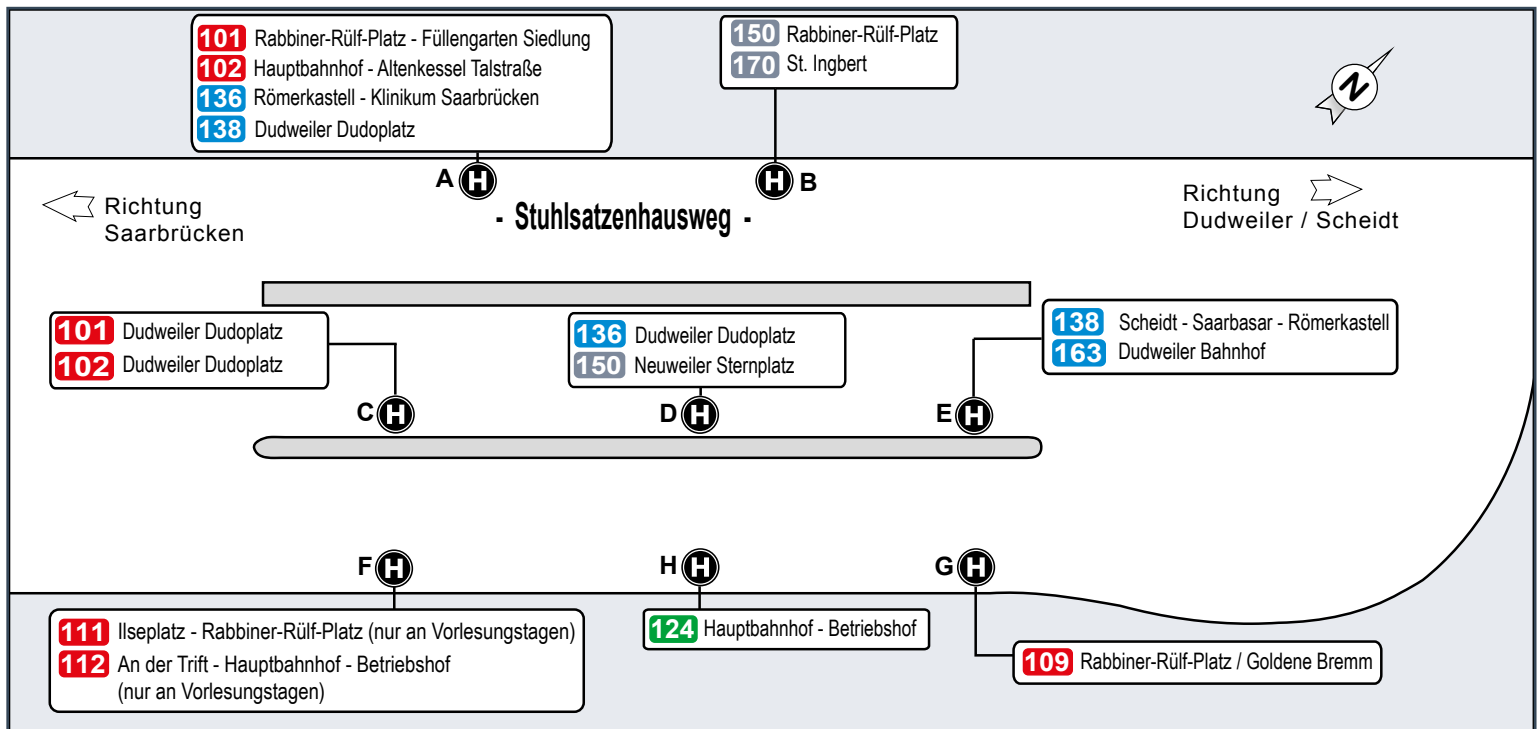 101 Rabbiner-Rülf-Platz - Füllengarten Siedlung
102 Hauptbahnhof - Altenkessel Talstraße
136 Römerkastell - Klinikum Saarbrücken
138 Dudweiler Dudoplatz
150 Rabbiner-Rülf-Platz
170 St. Ingbert
N
A H
H B
Richtung
Saarbrücken
- Stuhlsatzenhausweg -
Richtung
Dudweiler / Scheidt
101 Dudweiler Dudoplatz
102 Dudweiler Dudoplatz
136 Dudweiler Dudoplatz
150 Neuweiler Sternplatz
138 Scheidt - Saarbasar - Römerkastell
163 Dudweiler Bahnhof
C H
D H
E H
F H
H H
G H
111 Ilseplatz - Rabbiner-Rülf-Platz (nur an Vorlesungstagen)
112 An der Trift - Hauptbahnhof - Betriebshof
(nur an Vorlesungstagen)
124 Hauptbahnhof - Betriebshof
109 Rabbiner-Rülf-Platz / Goldene Bremm